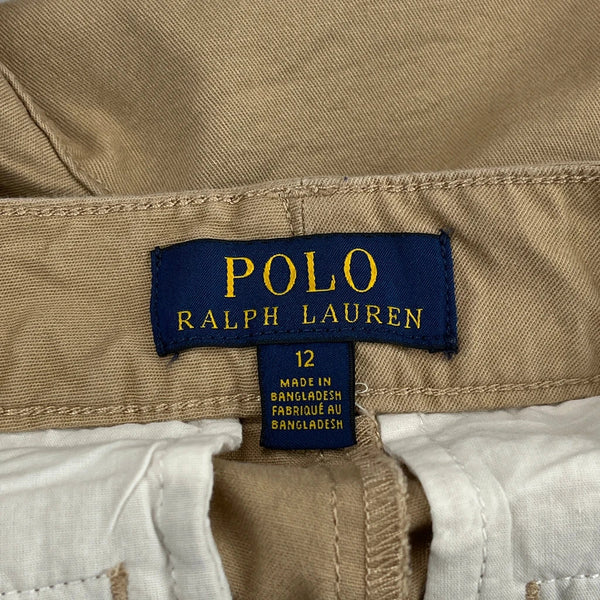 POLO
RALPH LAUREN
12
MADE IN
BANGLADESH
FABRIQUÉ AU
BANGLADESH